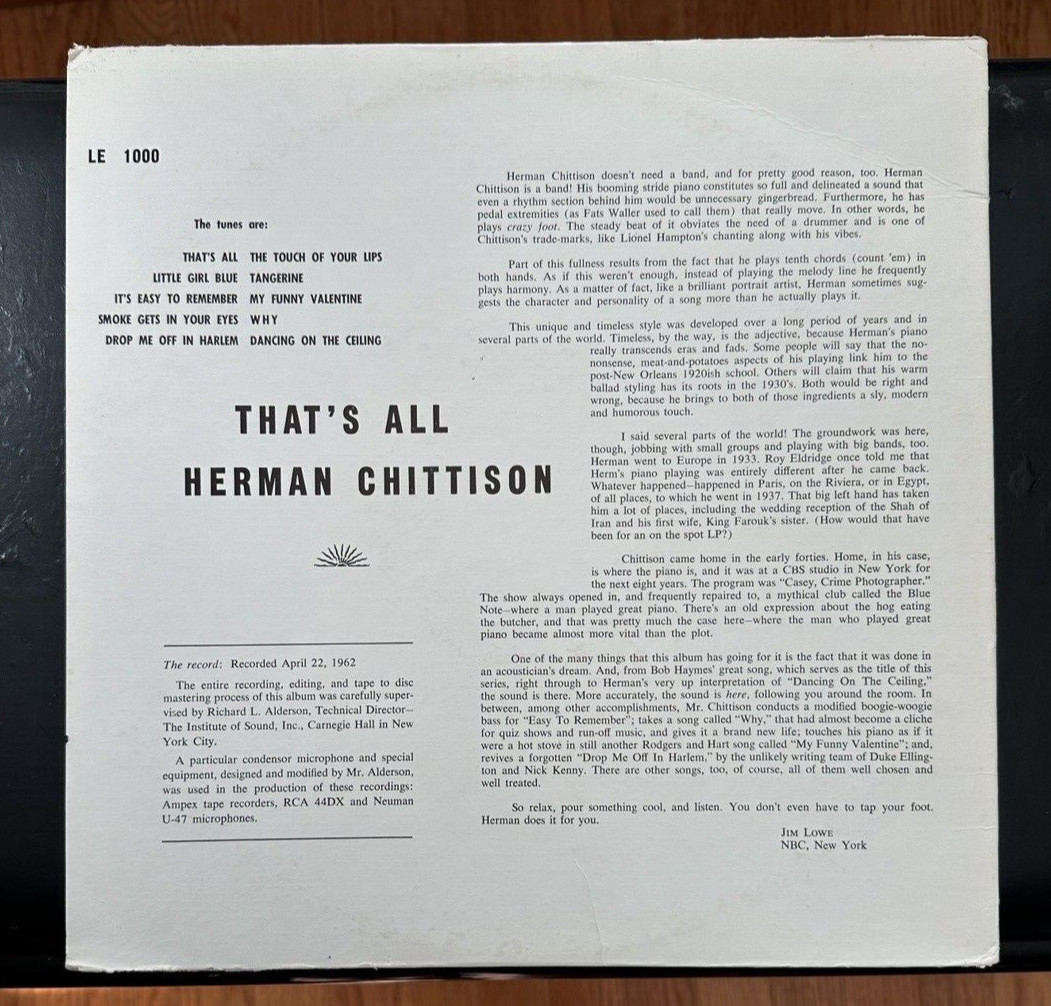 LE 1000
The tunes are:
THAT'S ALL THE TOUCH OF YOUR LIPS
LITTLE GIRL BLUE TANGERINE
IT'S EASY TO REMEMBER MY FUNNY VALENTINE
SMOKE GETS IN YOUR EYES WHY
DROP ME OFF IN HARLEM DANCING ON THE CEILING
THAT'S ALL
HERMAN CHITTISON
The record: Recorded April 22, 1962
The entire recording, editing, and tape to disc
mastering process of this album was carefully super-
vised by Richard L. Alderson, Technical Director—
The Institute of Sound, Inc., Carnegie Hall in New
York City.
A particular condensor microphone and special
equipment, designed and modified by Mr. Alderson,
was used in the production of these recordings:
Ampex tape recorders, RCA 44DX and Neuman
U-47 microphones.
Herman Chittison doesn't need a band, and for pretty good reason, too. Herman
Chittison is a band! His booming stride piano constitutes so full and delineated a sound that
even a rhythm section behind him would be unnecessary gingerbread. Furthermore, he has
pedal extremities (as Fats Waller used to call them) that really move. In other words, he
plays crazy foot. The steady beat of it obviates the need of a drummer and is one of
Chittison's trade-marks, like Lionel Hampton's chanting along with his vibes.
Part of this fullness results from the fact that he plays tenth chords (count 'em) in
both hands. As if this weren't enough, instead of playing the melody line he frequently
plays harmony. As a matter of fact, like a brilliant portrait artist, Herman sometimes sug-
gests the character and personality of a song more than he actually plays it.
This unique and timeless style was developed over a long period of years and in
several parts of the world. Timeless, by the way, is the adjective, because Herman's piano
really transcends eras and fads. Some people will say that the no-
nonsense, meat-and-potatoes aspects of his playing link him to the
post-New Orleans 1920ish school. Others will claim that his warm
ballad styling has its roots in the 1930's. Both would be right and
wrong, because he brings to both of those ingredients a sly, modern
and humorous touch.
I said several parts of the world! The groundwork was here,
though, jobbing with small groups and playing with big bands, too.
Herman went to Europe in 1933. Roy Eldridge once told me that
Herm's piano playing was entirely different after he came back.
Whatever happened—happened in Paris, on the Riviera, or in Egypt,
of all places, to which he went in 1937. That big left hand has taken
him a lot of places, including the wedding reception of the Shah of
Iran and his first wife, King Farouk's sister. (How would that have
been for an on the spot LP?)
Chittison came home in the early forties. Home, in his case,
is where the piano is, and it was at a CBS studio in New York for
the next eight years. The program was "Casey, Crime Photographer."
The show always opened in, and frequently repaired to, a mythical club called the Blue
Note—where a man played great piano. There's an old expression about the hog eating
the butcher, and that was pretty much the case here—where the man who played great
piano became almost more vital than the plot.
One of the many things that this album has going for it is the fact that it was done in
an acoustician's dream. And, from Bob Haymes' great song, which serves as the title of this
series, right through to Herman's very up interpretation of "Dancing On The Ceiling,"
the sound is there. More accurately, the sound is here, following you around the room. In
between, among other accomplishments, Mr. Chittison conducts a modified boogie-woogie
bass for "Easy To Remember"; takes a song called "Why," that had almost become a cliche
for quiz shows and run-off music, and gives it a brand new life; touches his piano as if it
were a hot stove in still another Rodgers and Hart song called "My Funny Valentine"; and,
revives a forgotten "Drop Me Off In Harlem," by the unlikely writing team of Duke Elling-
ton and Nick Kenny. There are other songs, too, of course, all of them well chosen and
well treated.
So relax, pour something cool, and listen. You don't even have to tap your foot.
Herman does it for you.
JIM LOWE
NBC, New York